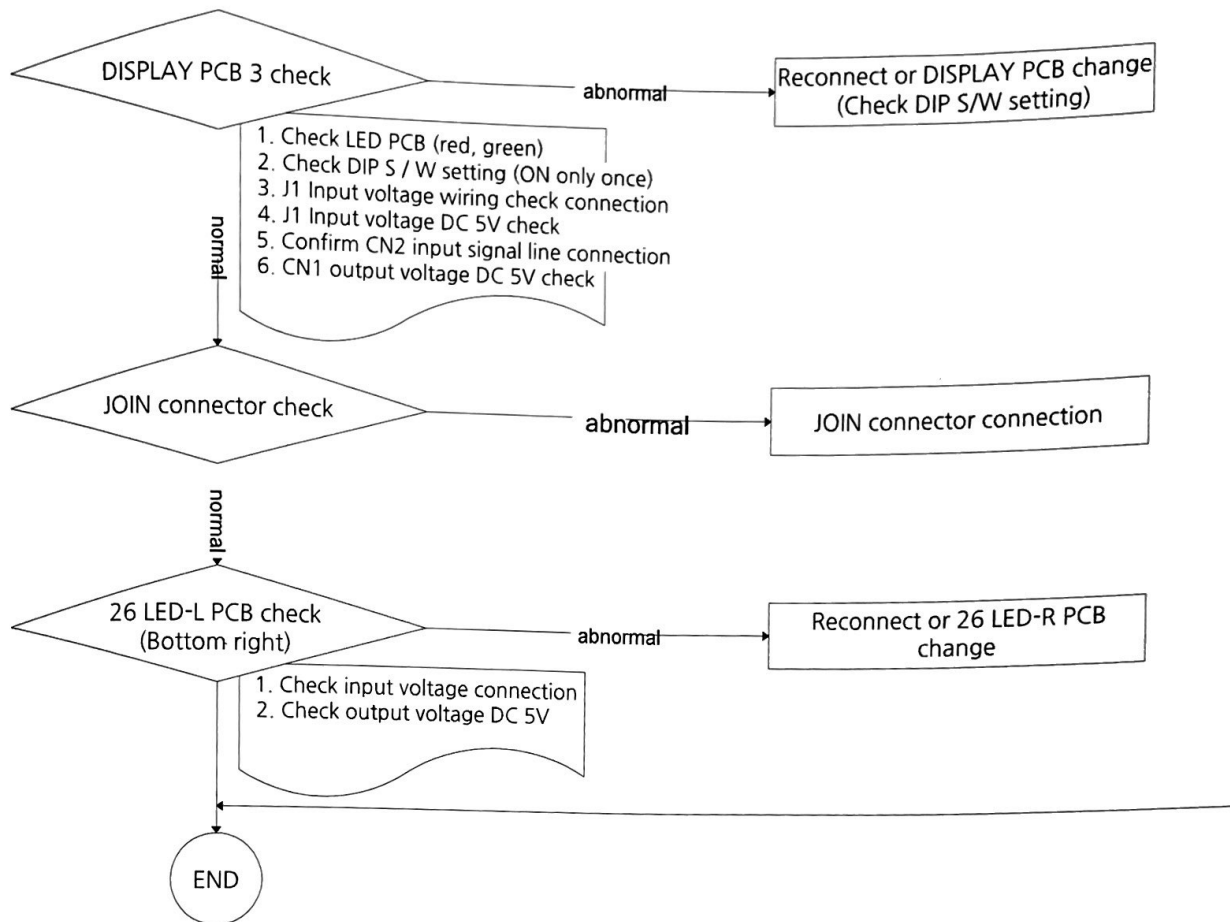 DISPLAY PCB 3 check
abnormal
Reconnect or DISPLAY PCB change
(Check DIP S/W setting)
1. Check LED PCB (red, green)
2. Check DIP S / W setting (ON only once)
3. J1 Input voltage wiring check connection
4. J1 Input voltage DC 5V check
5. Confirm CN2 input signal line connection
6. CN1 output voltage DC 5V check
normal
JOIN connector check
abnormal
JOIN connector connection
normal
26 LED-L PCB check
(Bottom right)
abnormal
Reconnect or 26 LED-R PCB
change
1. Check input voltage connection
2. Check output voltage DC 5V
END